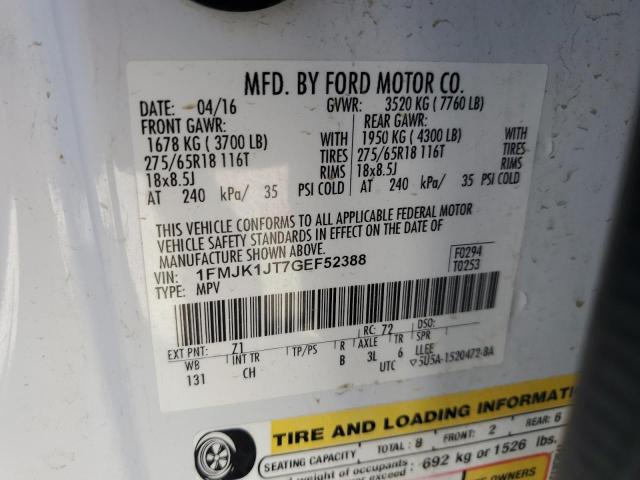 MFD. BY FORD MOTOR CO.
DATE: 04/16 GVWR: 3520 KG ( 7760 LB)
FRONT GAWR: REAR GAWR:
1678 KG ( 3700 LB) WITH 1950 KG ( 4300 LB) WITH
275/65R18 116T TIRES 275/65R18 116T TIRES
18x8.5J RIMS 18x8.5J RIMS
AT 240 kPa/ 35 PSI COLD AT 240 kPa/ 35 PSI COLD
THIS VEHICLE CONFORMS TO ALL APPLICABLE FEDERAL MOTOR
VEHICLE SAFETY STANDARDS IN EFFECT ON THE DATE OF
MANUFACTURE SHOWN ABOVE.
VIN: 1FMJK1JT7GEF52388 F0294
TYPE: MPV T0253
EXT PNT: 71 RC: 72 DSO:
WB INT TR TP/PS R AXLE TR SPR
131 CH B 3L 6 LLEE
UTC ▽5U5A-1520472-BA
TIRE AND LOADING INFORMATI
SEATING CAPACITY TOTAL: 8 FRONT: 2 REAR: 6
weight of occupants 692 kg or 1526 lbs.
OWNERS